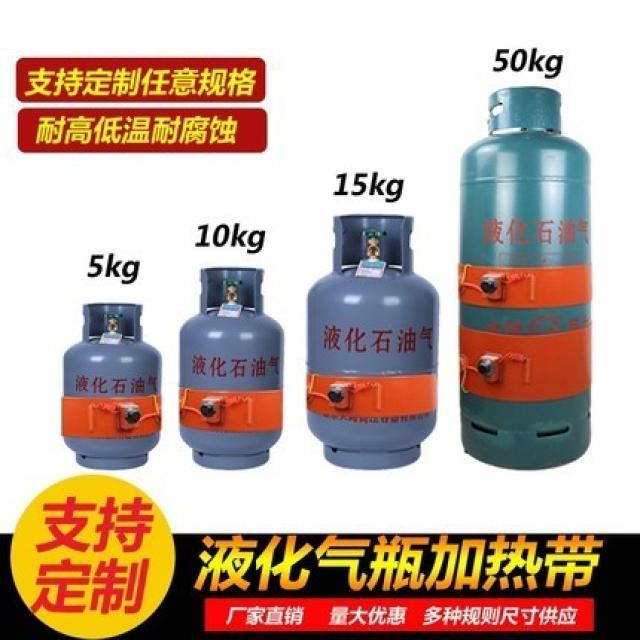 支持定制任意规格
耐高低温耐腐蚀
5kg
10kg
15kg
50kg
液化石油气
液化石油气
液化石油气
液化石油气
支持
定制
液化气瓶加热带
厂家直销 量大优惠 多种规则尺寸供应